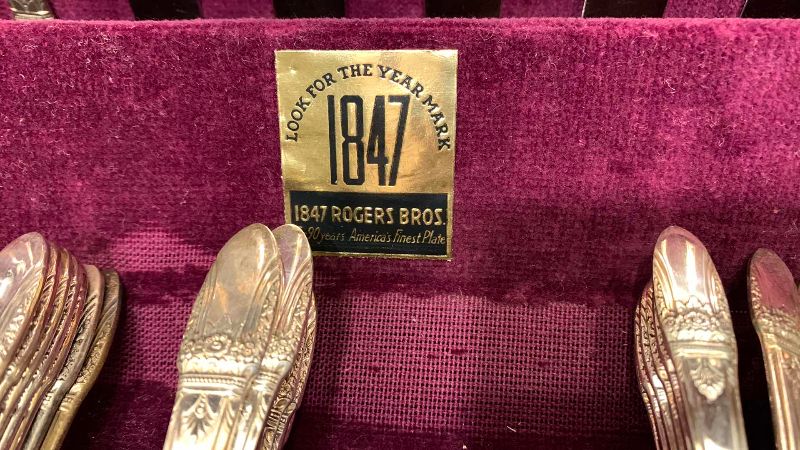 LOOK FOR THE YEAR MARK
1847
1847 ROGERS BROS.
90 years America's Finest Plate